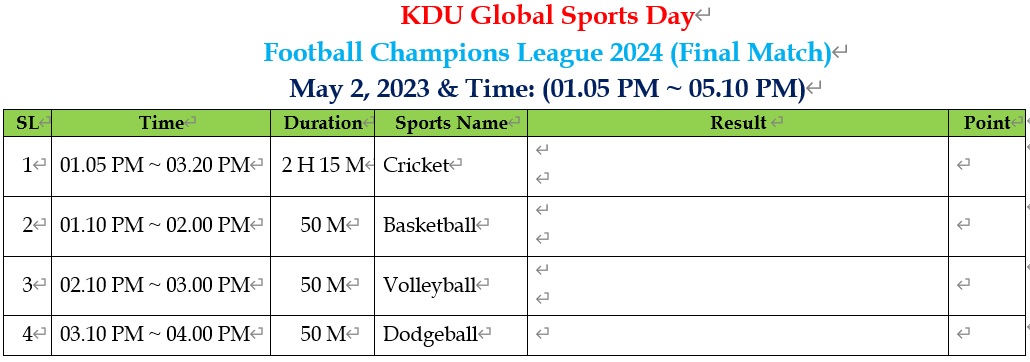 KDU Global Sports Day
Football Champions League 2024 (Final Match)
May 2, 2023 & Time: (01.05 PM ~ 05.10 PM)
SL Time Duration Sports Name Result Point
1 01.05 PM ~ 03.20 PM 2 H 15 M Cricket
2 01.10 PM ~ 02.00 PM 50 M Basketball
3 02.10 PM ~ 03.00 PM 50 M Volleyball
4 03.10 PM ~ 04.00 PM 50 M Dodgeball